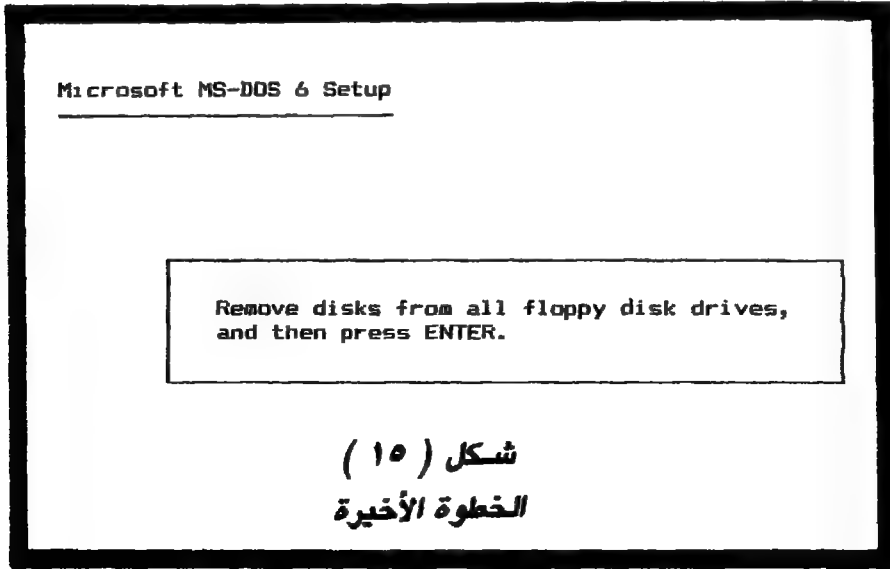 Microsoft MS-DOS 6 Setup
Remove disks from all floppy disk drives,
and then press ENTER.
شكل ( ١٥ )
الخطوة الأخيرة